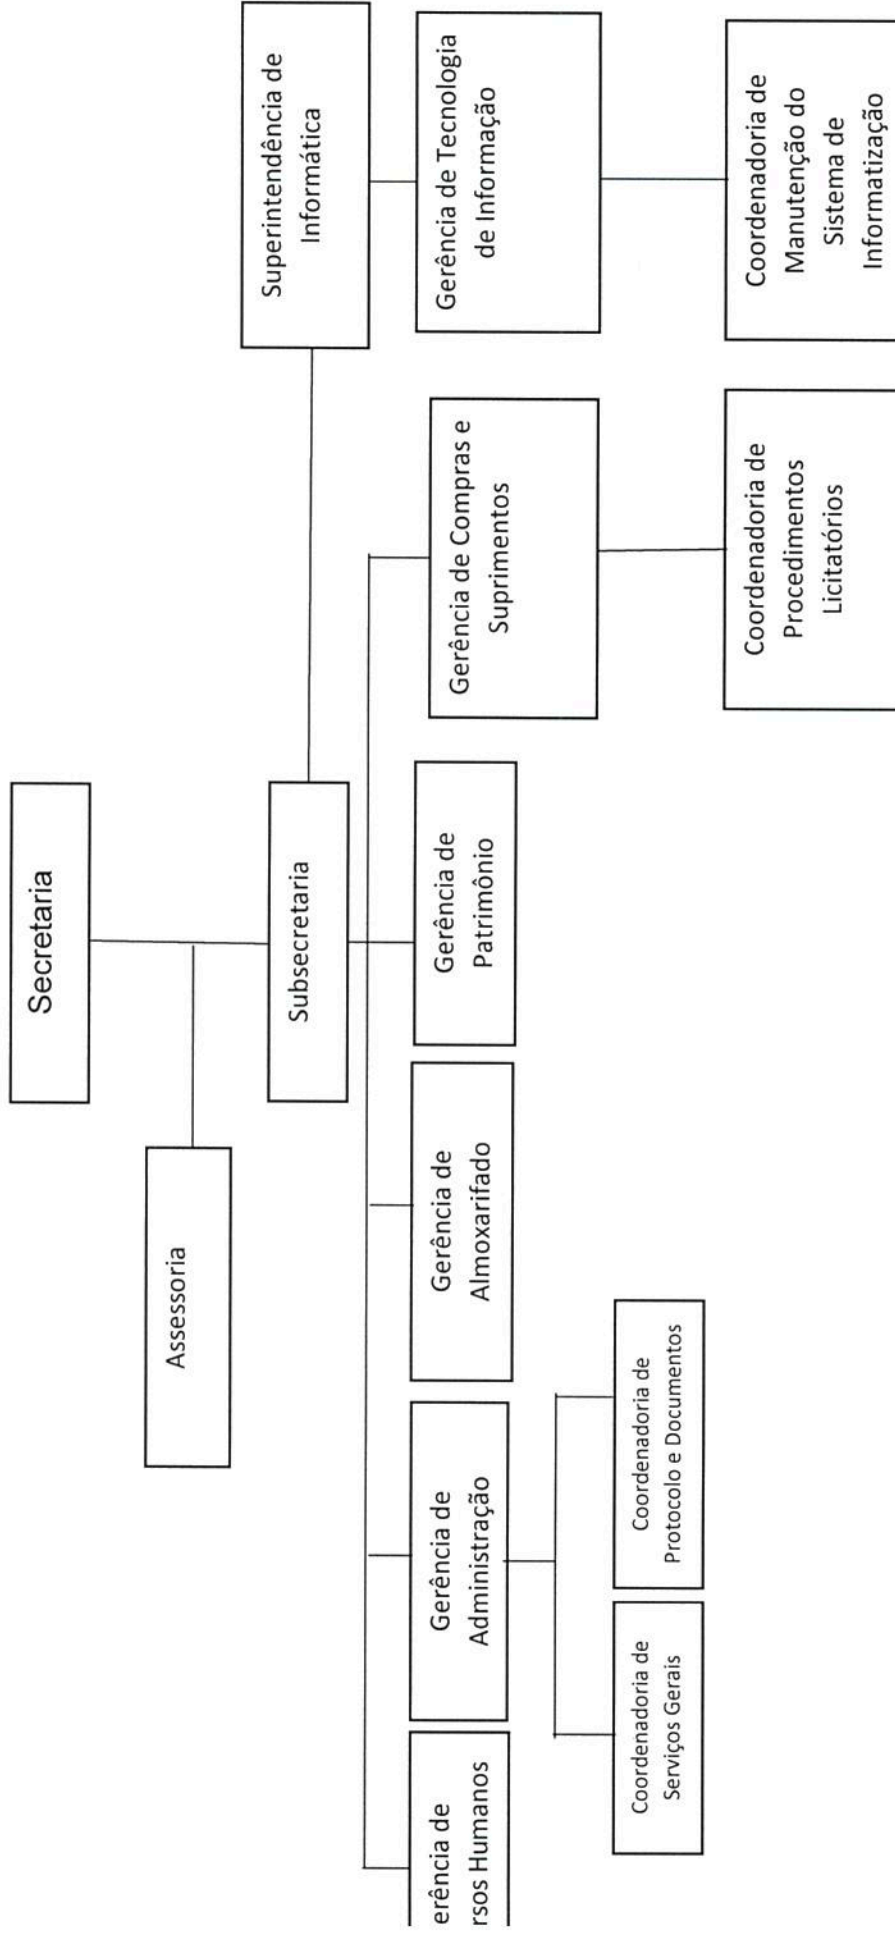 Secretaria
Assessoria
Subsecretaria
Superintendência de
Informática
erência de
rsos Humanos
Gerência de
Administração
Gerência de
Almoxarifado
Gerência de
Patrimônio
Gerência de Compras e
Suprimentos
Gerência de Tecnologia
de Informação
Coordenadoria de
Serviços Gerais
Coordenadoria de
Protocolo e Documentos
Coordenadoria de
Procedimentos
Licitatórios
Coordenadoria de
Manutenção do
Sistema de
Informatização